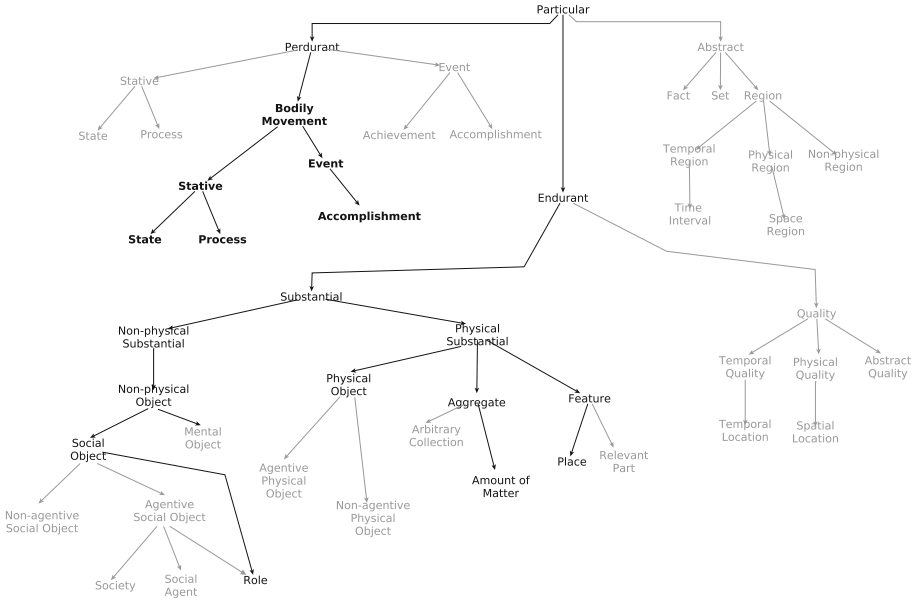 Particular
Perdurant
Abstract
Stative
Event
Fact
Set
Region
Bodily
Movement
State
Process
Achievement
Accomplishment
Temporal
Region
Physical
Region
Non-physical
Region
Event
Stative
Endurant
Time
Interval
Space
Region
Accomplishment
State
Process
Substantial
Quality
Non-physical
Substantial
Physical
Substantial
Temporal
Quality
Physical
Quality
Abstract
Quality
Non-physical
Object
Physical
Object
Aggregate
Feature
Mental
Object
Arbitrary
Collection
Temporal
Location
Spatial
Location
Social
Object
Place
Relevant
Part
Agentive
Physical
Object
Amount of
Matter
Non-agentive
Social Object
Agentive
Social Object
Non-agentive
Physical
Object
Society
Social
Agent
Role